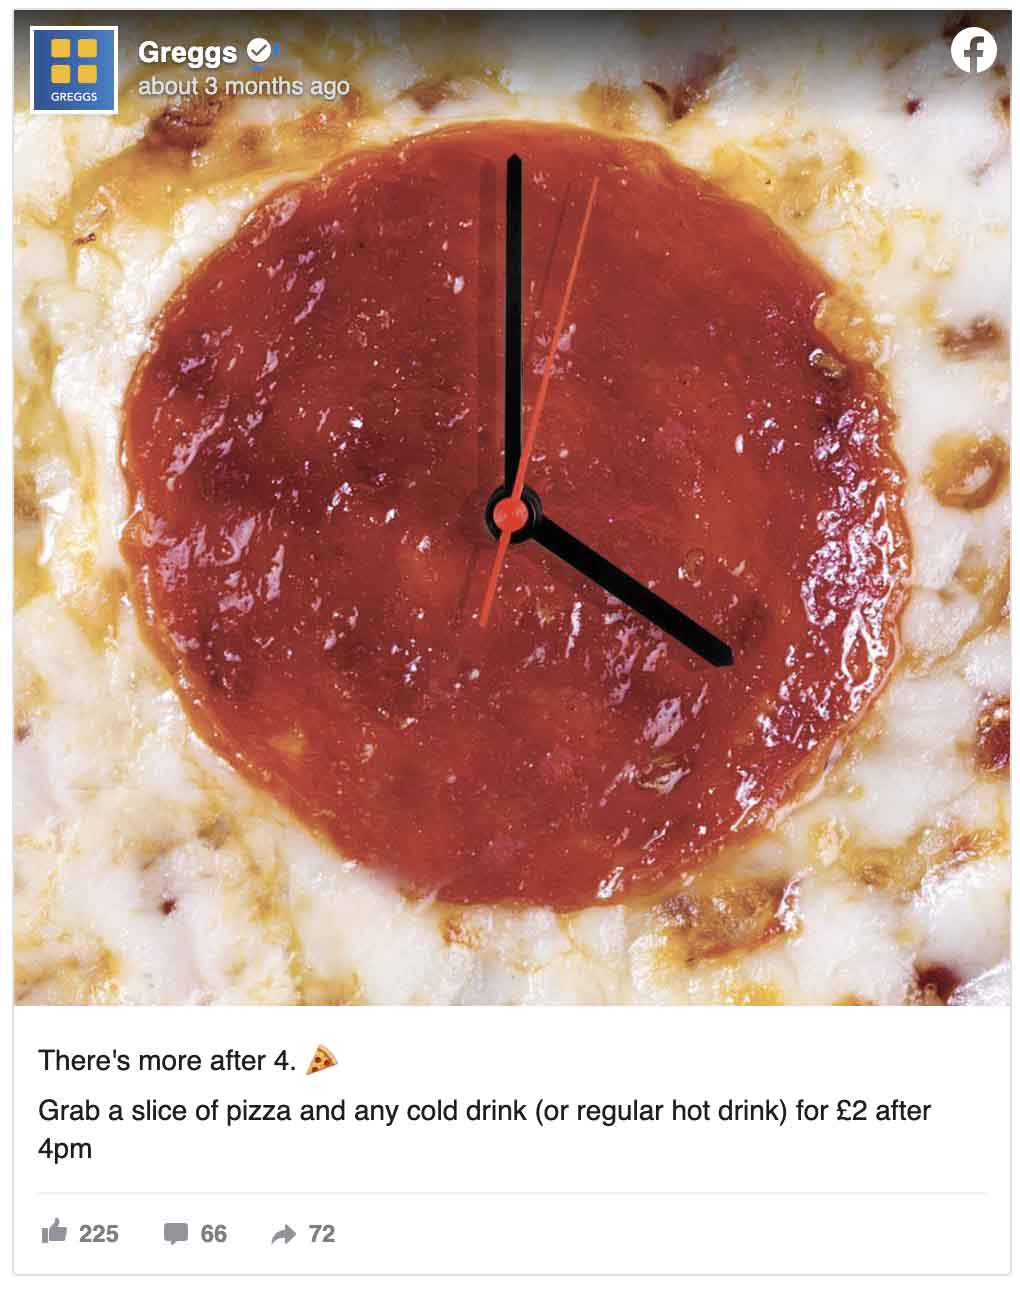 GREGGS
Greggs
about 3 months ago
There's more after 4. 🍕
Grab a slice of pizza and any cold drink (or regular hot drink) for £2 after
4pm
225 66 72